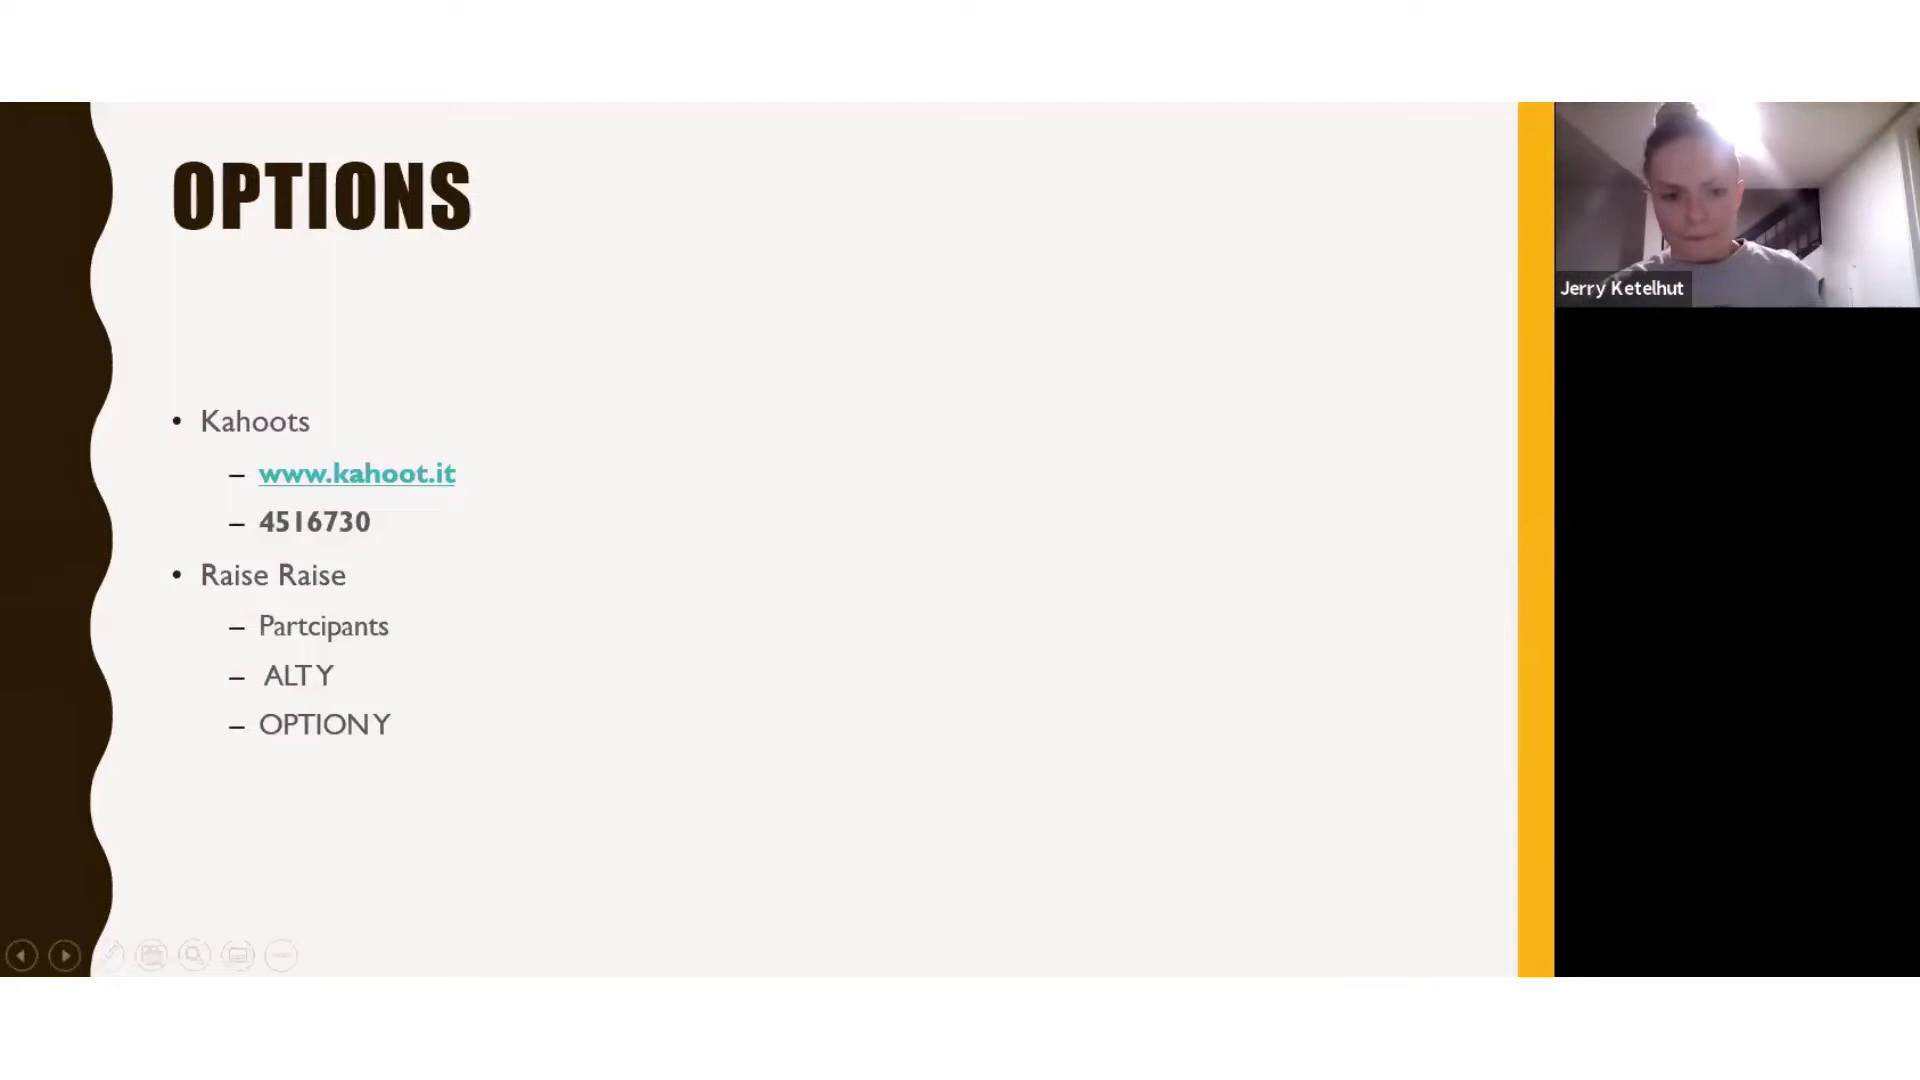 OPTIONS
• Kahoots
– www.kahoot.it
– 4516730
• Raise Raise
– Partcipants
– ALT Y
– OPTION Y
Jerry Ketelhut